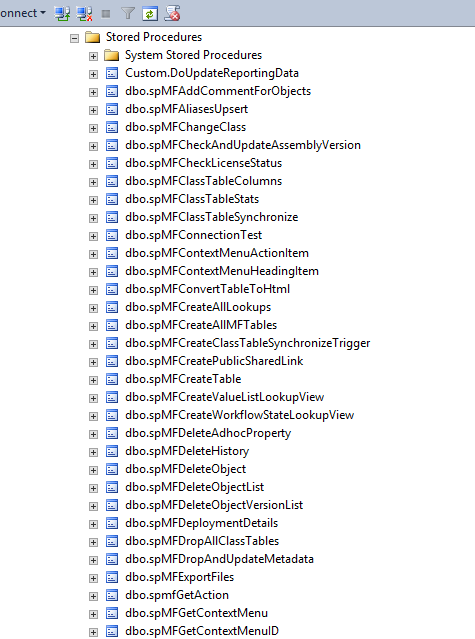 onnect
Stored Procedures
System Stored Procedures
Custom.DoUpdateReportingData
dbo.spMFAddCommentForObjects
dbo.spMFAliasesUpsert
dbo.spMFChangeClass
dbo.spMFCheckAndUpdateAssemblyVersion
dbo.spMFCheckLicenseStatus
dbo.spMFClassTableColumns
dbo.spMFClassTableStats
dbo.spMFClassTableSynchronize
dbo.spMFConnectionTest
dbo.spMFContextMenuActionItem
dbo.spMFContextMenuHeadingItem
dbo.spMFConvertTableToHtml
dbo.spMFCreateAllLookups
dbo.spMFCreateAllMFTables
dbo.spMFCreateClassTableSynchronizeTrigger
dbo.spMFCreatePublicSharedLink
dbo.spMFCreateTable
dbo.spMFCreateValueListLookupView
dbo.spMFCreateWorkflowStateLookupView
dbo.spMFDeleteAdhocProperty
dbo.spMFDeleteHistory
dbo.spMFDeleteObject
dbo.spMFDeleteObjectList
dbo.spMFDeleteObjectVersionList
dbo.spMFDeploymentDetails
dbo.spMFDropAllClassTables
dbo.spMFDropAndUpdateMetadata
dbo.spMFExportFiles
dbo.spmfGetAction
dbo.spMFGetContextMenu
dbo.spMFGetContextMenuID